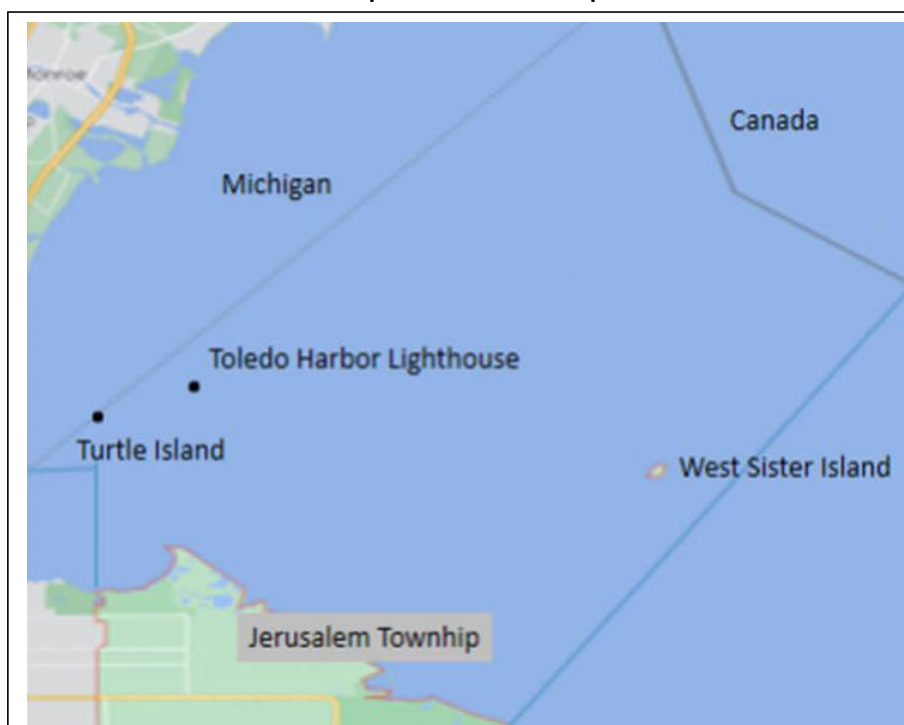 Monroe
Canada
Michigan
Toledo Harbor Lighthouse
Turtle Island
West Sister Island
Jerusalem Townhip